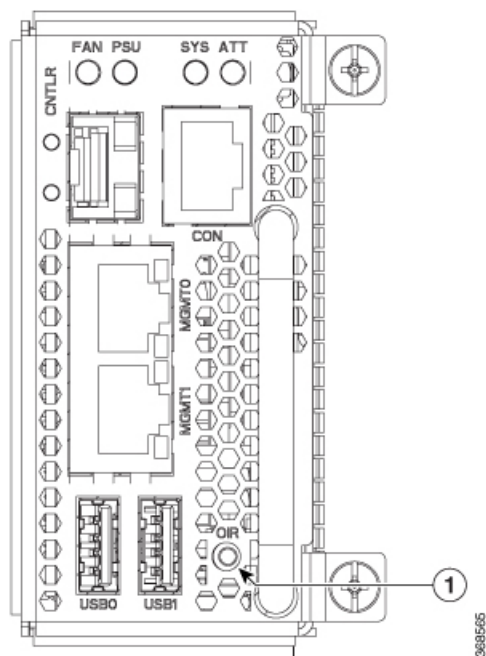 FAN PSU
SYS ATT
CNTLR
CON
MGMT0
MGMT1
OIR
USB0
USB1
1
368565